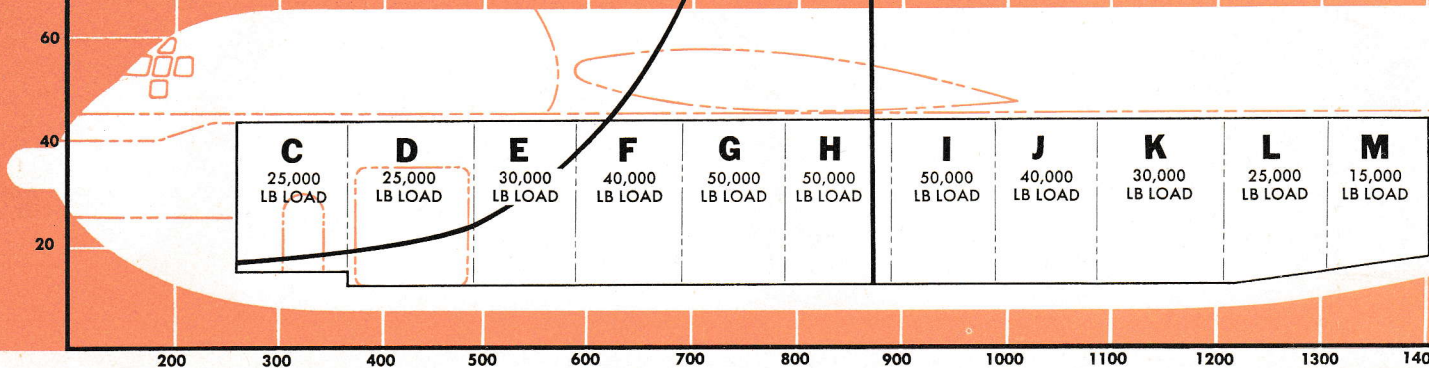 60
40
20
C D E F G H I J K L M
25,000 25,000 30,000 40,000 50,000 50,000 50,000 40,000 30,000 25,000 15,000
LB LOAD LB LOAD LB LOAD LB LOAD LB LOAD LB LOAD LB LOAD LB LOAD LB LOAD LB LOAD LB LOAD
200 300 400 500 600 700 800 900 1000 1100 1200 1300